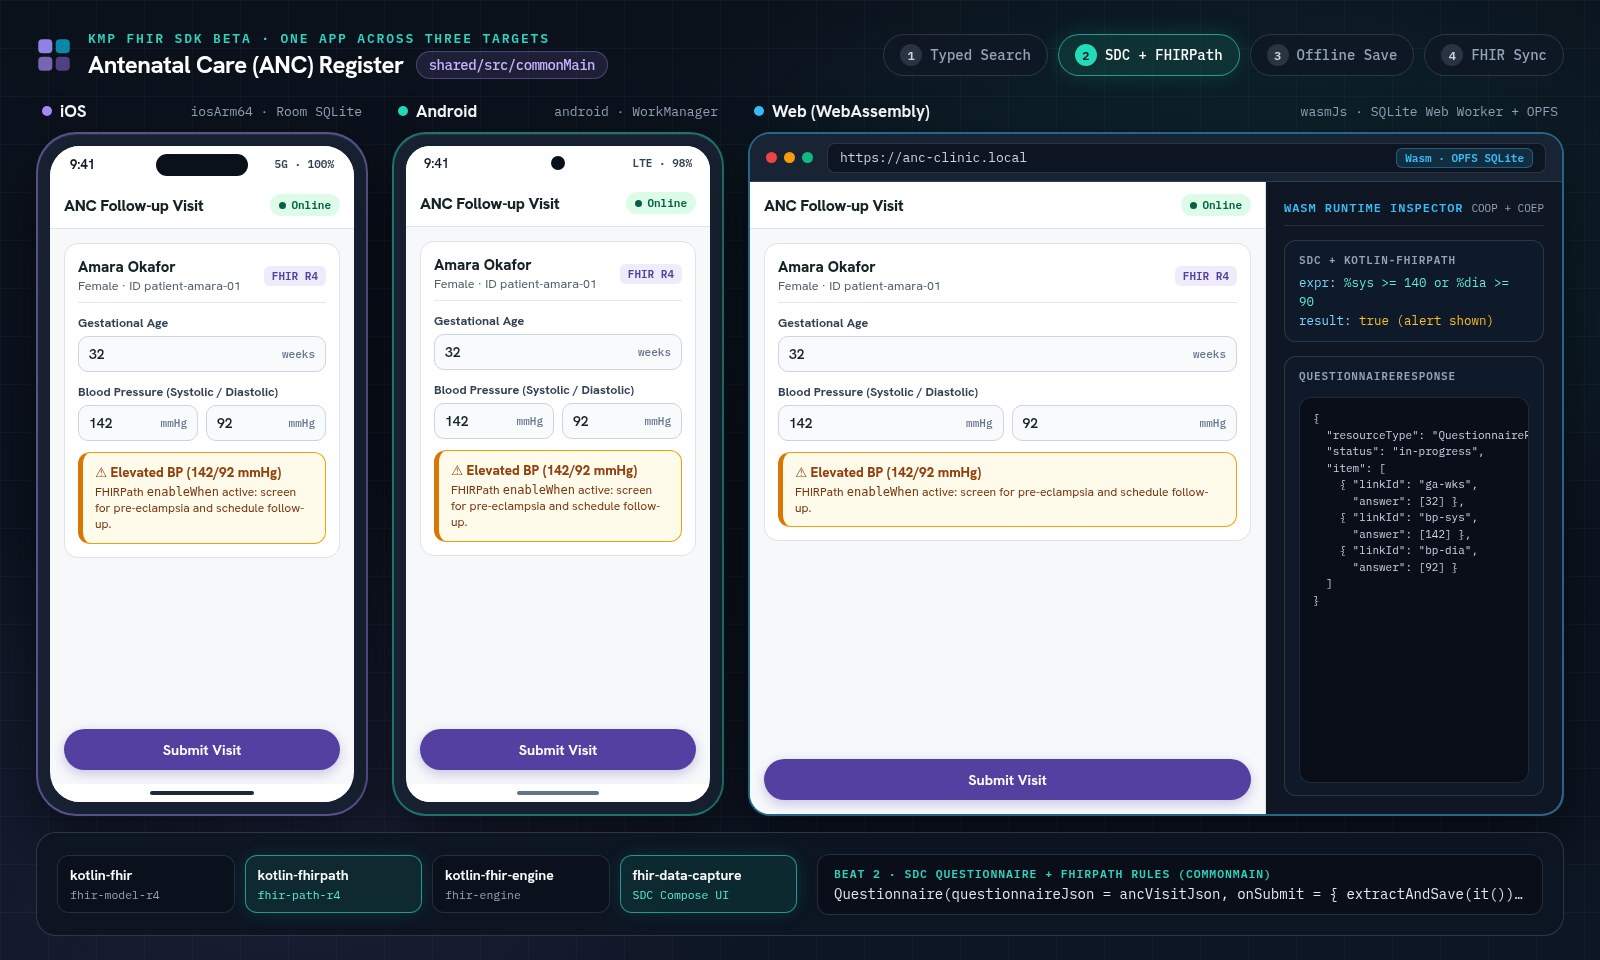 KMP FHIR SDK BETA · ONE APP ACROSS THREE TARGETS
Antenatal Care (ANC) Register
shared/src/commonMain
1 Typed Search
2 SDC + FHIRPath
3 Offline Save
4 FHIR Sync
iOS
iosArm64 · Room SQLite
9:41
5G · 100%
ANC Follow-up Visit
Online
Amara Okafor
Female · ID patient-amara-01
FHIR R4
Gestational Age
32 weeks
Blood Pressure (Systolic / Diastolic)
142 mmHg
92 mmHg
⚠ Elevated BP (142/92 mmHg)
FHIRPath enableWhen active: screen
for pre-eclampsia and schedule follow-
up.
Submit Visit
Android
android · WorkManager
9:41
LTE · 98%
ANC Follow-up Visit
Online
Amara Okafor
Female · ID patient-amara-01
FHIR R4
Gestational Age
32 weeks
Blood Pressure (Systolic / Diastolic)
142 mmHg
92 mmHg
⚠ Elevated BP (142/92 mmHg)
FHIRPath enableWhen active: screen
for pre-eclampsia and schedule follow-
up.
Submit Visit
Web (WebAssembly)
wasmJs · SQLite Web Worker + OPFS
https://anc-clinic.local
Wasm · OPFS SQLite
ANC Follow-up Visit
Online
Amara Okafor
Female · ID patient-amara-01
FHIR R4
Gestational Age
32 weeks
Blood Pressure (Systolic / Diastolic)
142 mmHg
92 mmHg
⚠ Elevated BP (142/92 mmHg)
FHIRPath enableWhen active: screen for pre-eclampsia and schedule follow-
up.
Submit Visit
WASM RUNTIME INSPECTOR
COOP + COEP
SDC + KOTLIN-FHIRPATH
expr: %sys >= 140 or %dia >=
90
result: true (alert shown)
QUESTIONNAIRERESPONSE
{
"resourceType": "QuestionnaireR
"status": "in-progress",
"item": [
{ "linkId": "ga-wks",
"answer": [32] },
{ "linkId": "bp-sys",
"answer": [142] },
{ "linkId": "bp-dia",
"answer": [92] }
]
}
kotlin-fhir
fhir-model-r4
kotlin-fhirpath
fhir-path-r4
kotlin-fhir-engine
fhir-engine
fhir-data-capture
SDC Compose UI
BEAT 2 · SDC QUESTIONNAIRE + FHIRPATH RULES (COMMONMAIN)
Questionnaire(questionnaireJson = ancVisitJson, onSubmit = { extractAndSave(it())…